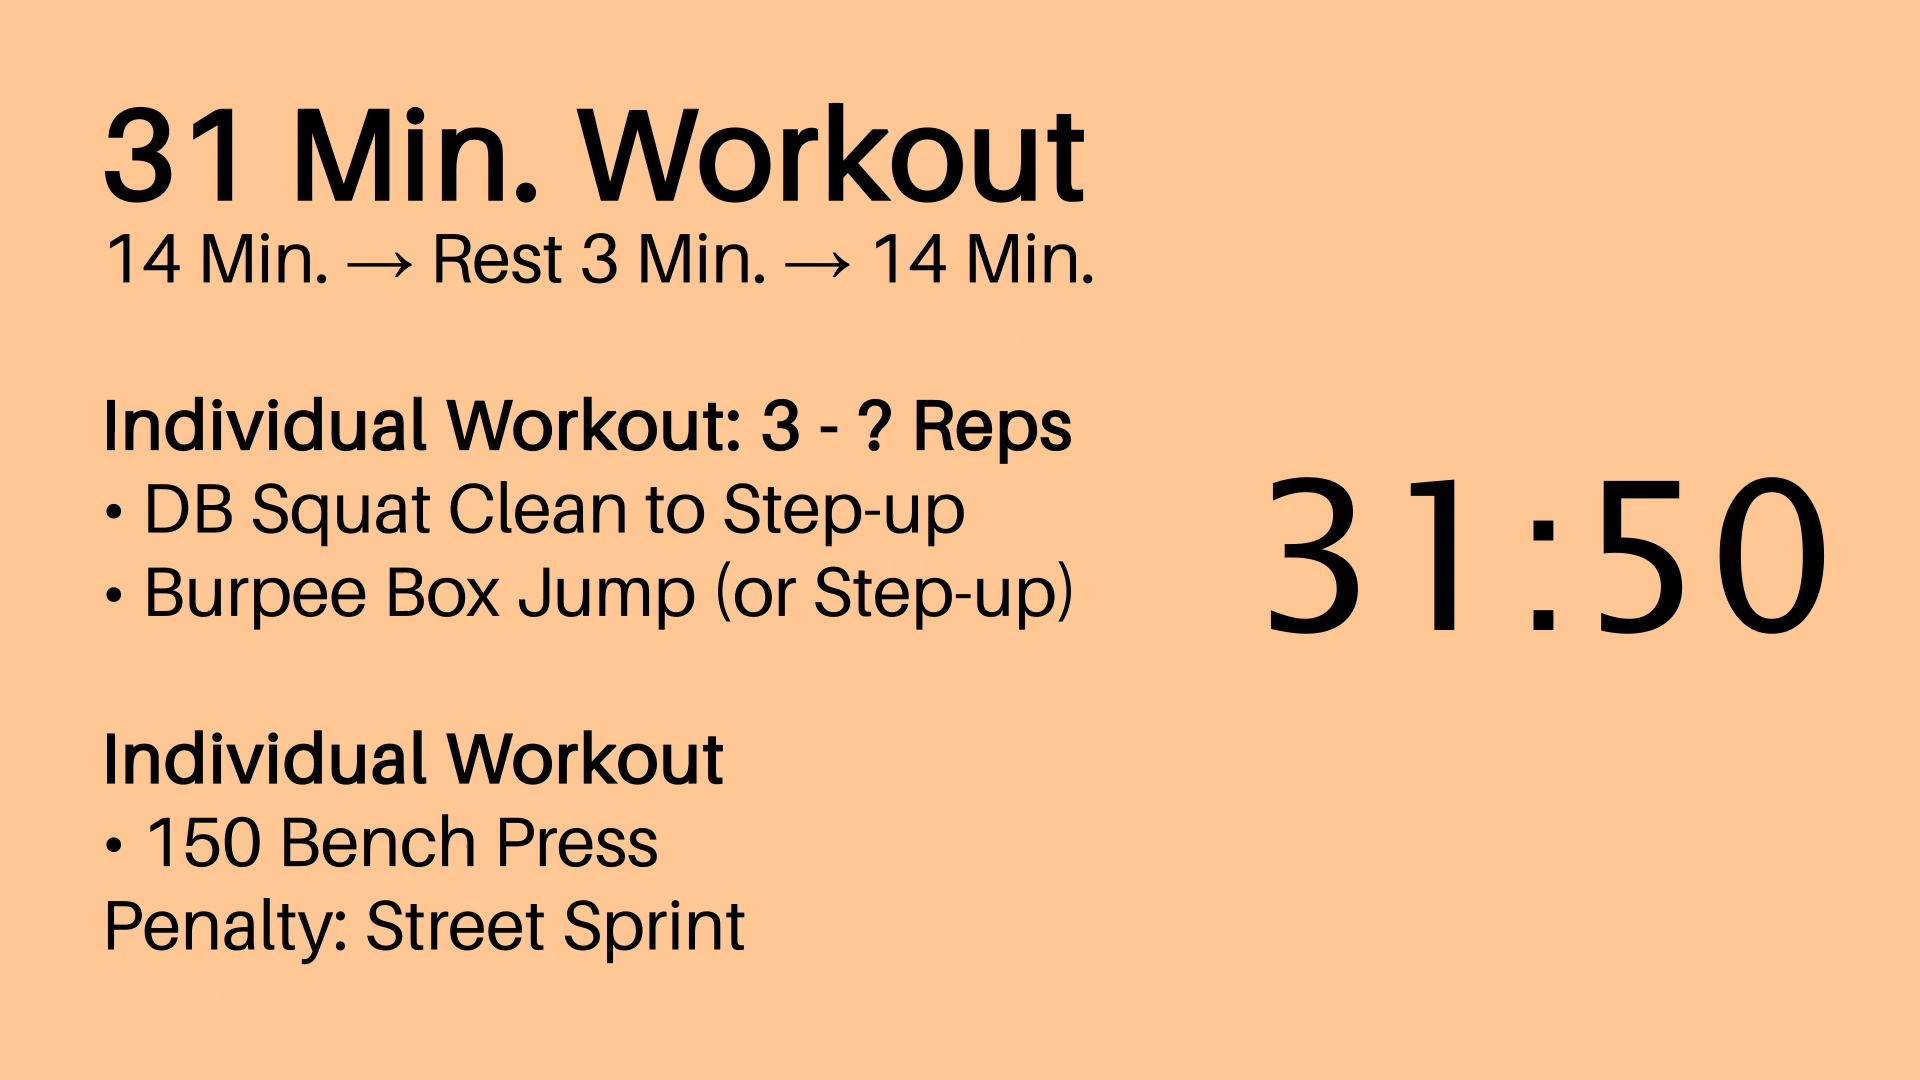 31 Min. Workout
14 Min. → Rest 3 Min. → 14 Min.
Individual Workout: 3 - ? Reps
• DB Squat Clean to Step-up
• Burpee Box Jump (or Step-up)
31:50
Individual Workout
• 150 Bench Press
Penalty: Street Sprint